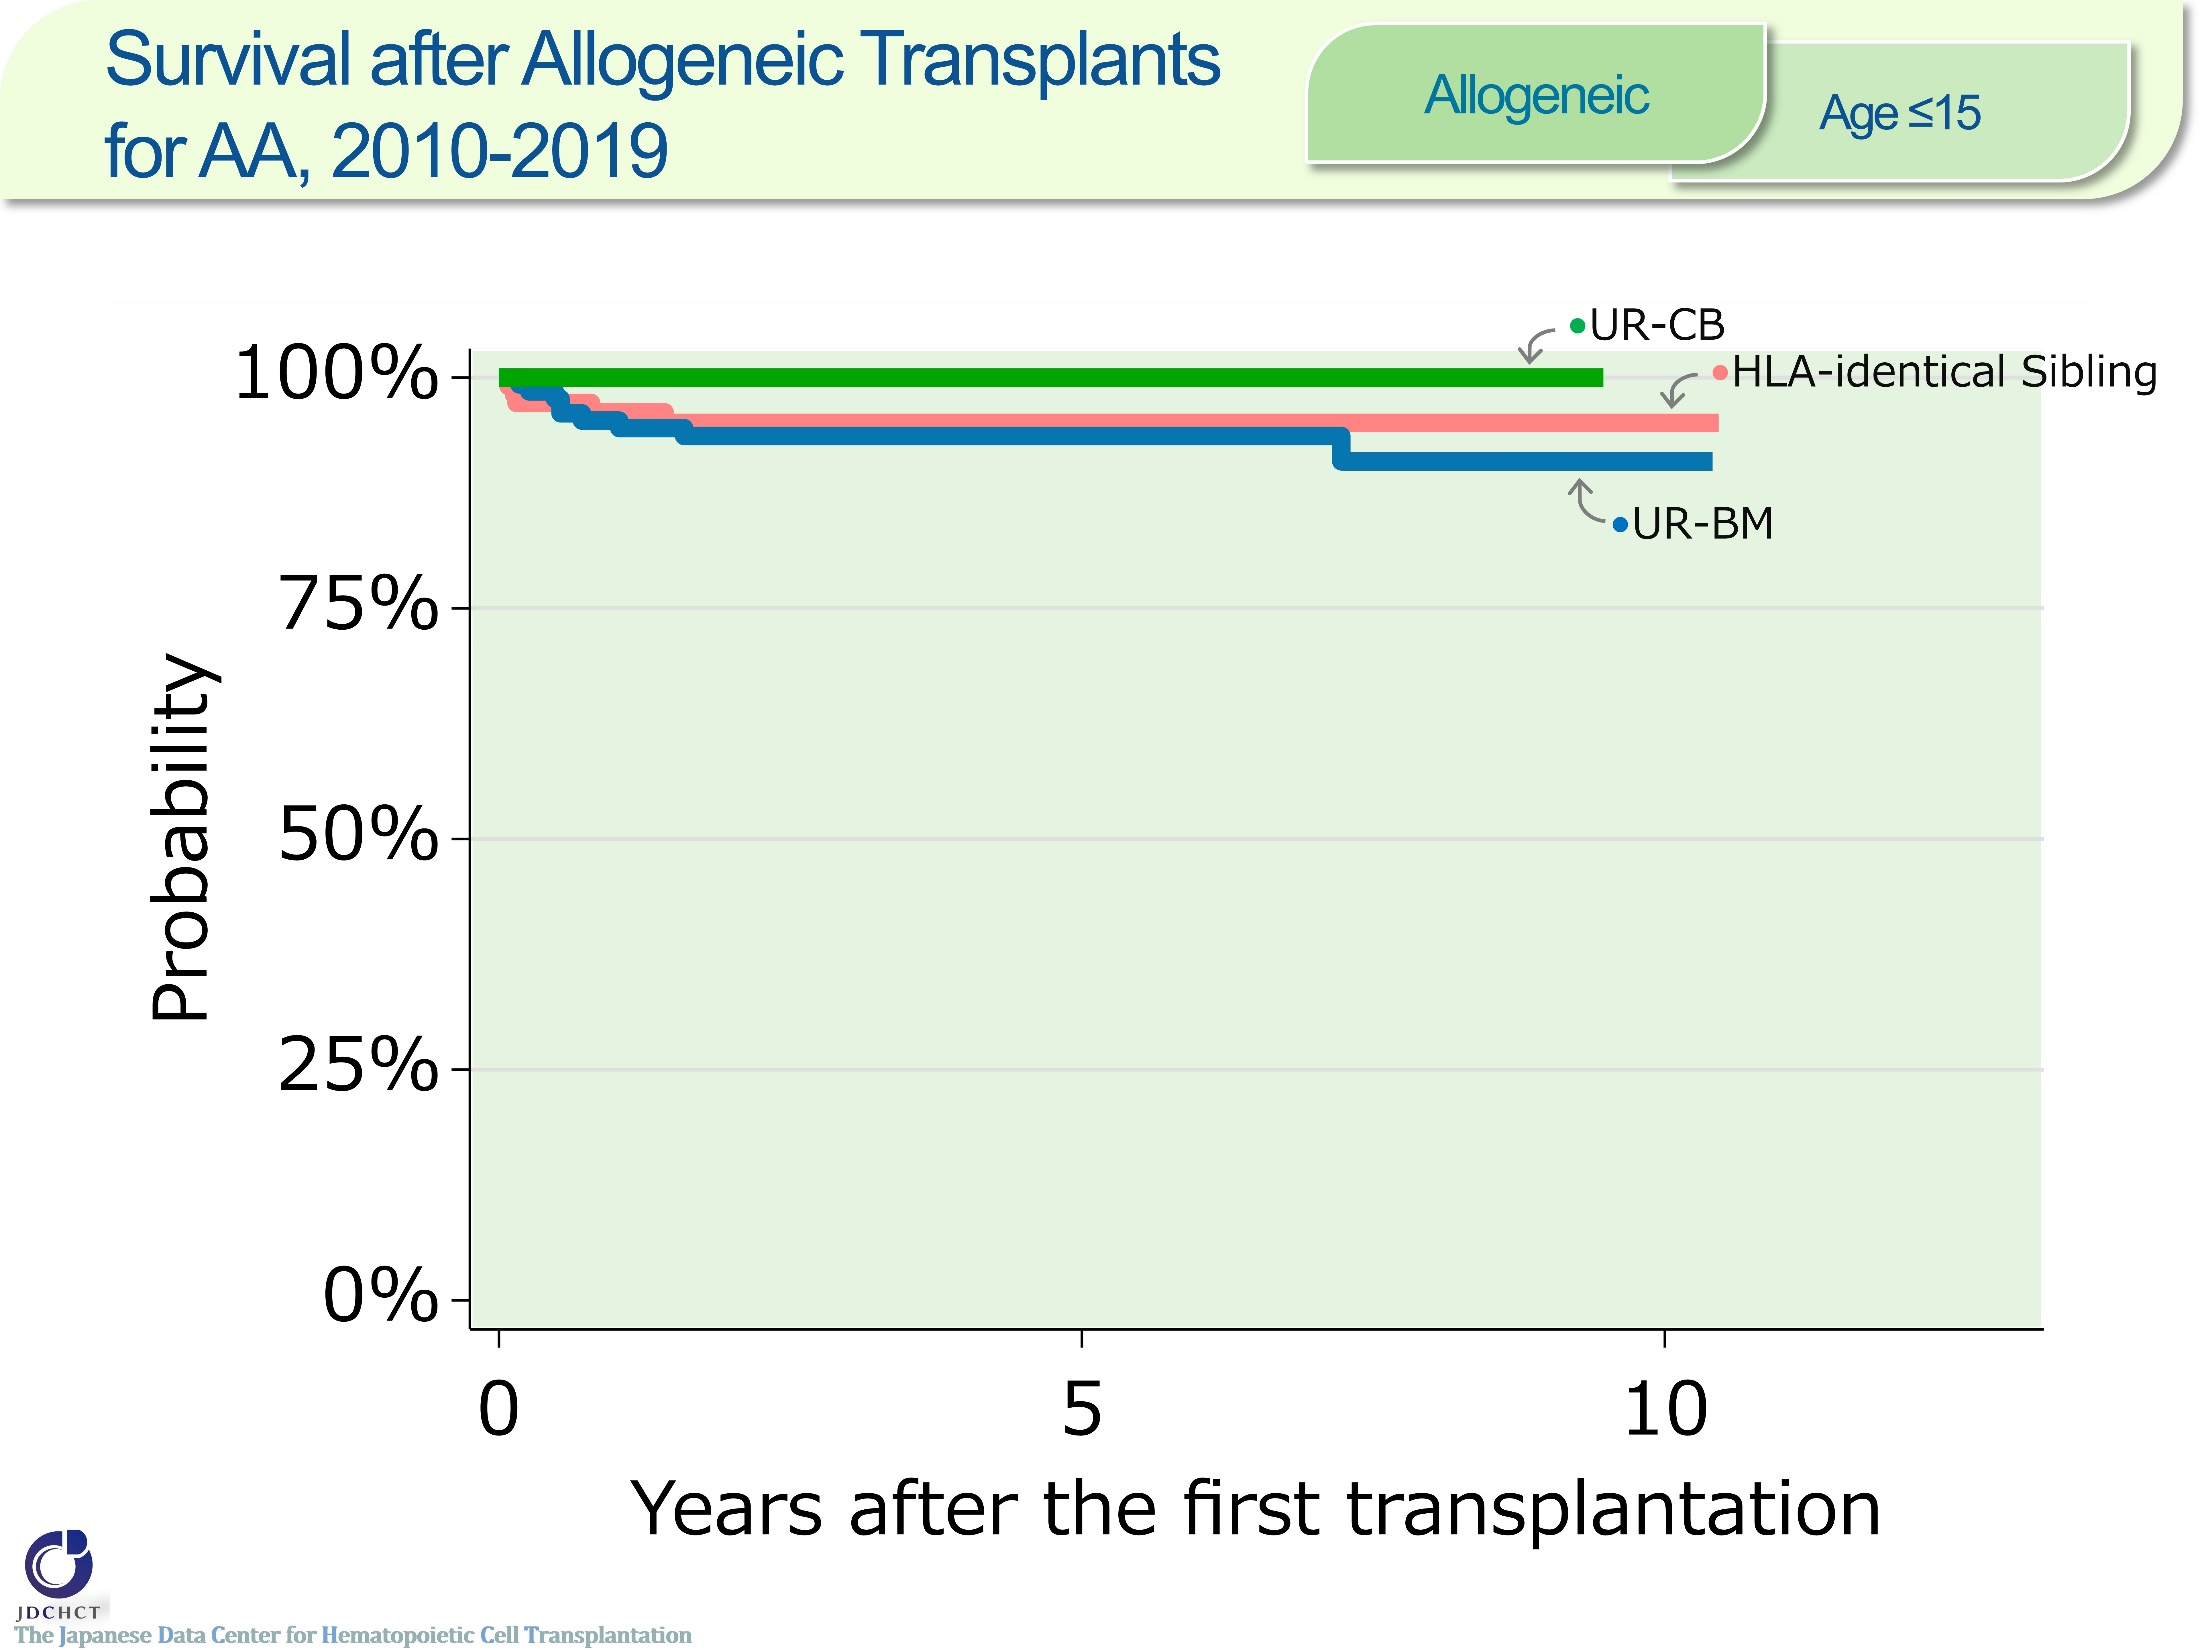 Survival after Allogeneic Transplants
for AA, 2010-2019
Allogeneic
Age ≤15
UR-CB
HLA-identical Sibling
UR-BM
100%
75%
50%
25%
0%
Probability
0
5
10
Years after the first transplantation
JDCHCT
The Japanese Data Center for Hematopoietic Cell Transplantation